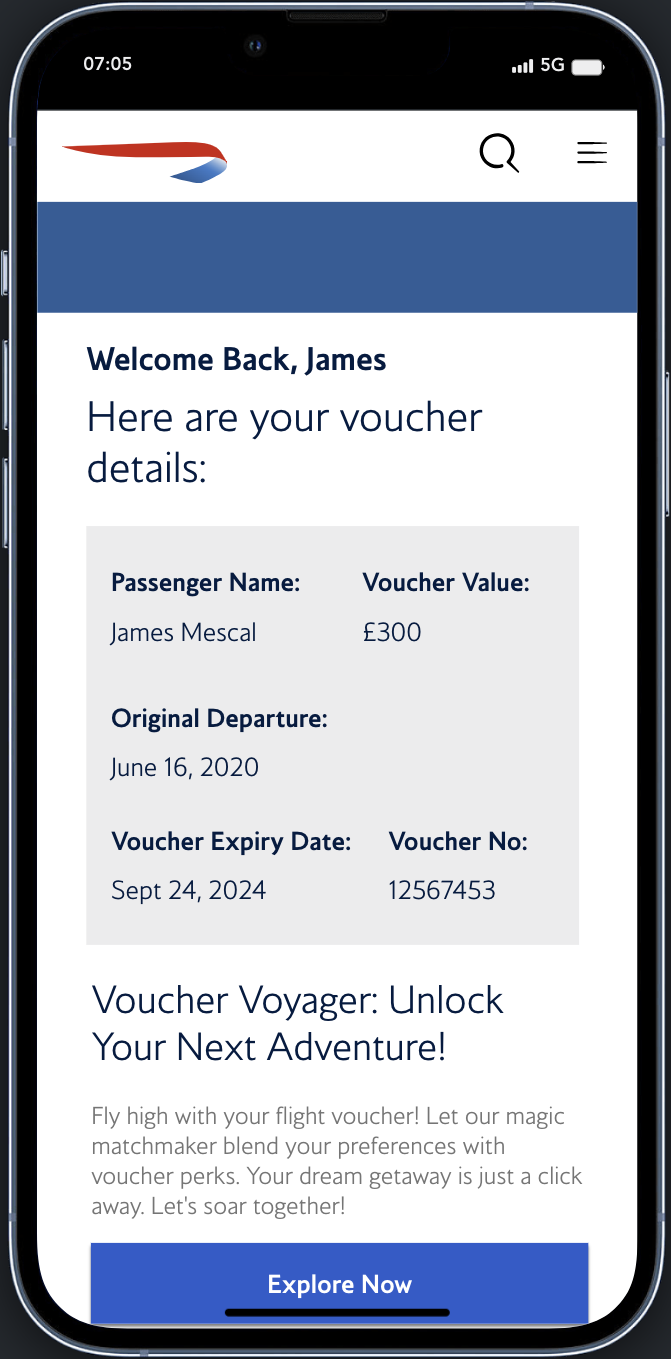 07:05
5G
Welcome Back, James
Here are your voucher
details:
Passenger Name: Voucher Value:
James Mescal £300
Original Departure:
June 16, 2020
Voucher Expiry Date: Voucher No:
Sept 24, 2024 12567453
Voucher Voyager: Unlock
Your Next Adventure!
Fly high with your flight voucher! Let our magic
matchmaker blend your preferences with
voucher perks. Your dream getaway is just a click
away. Let's soar together!
Explore Now